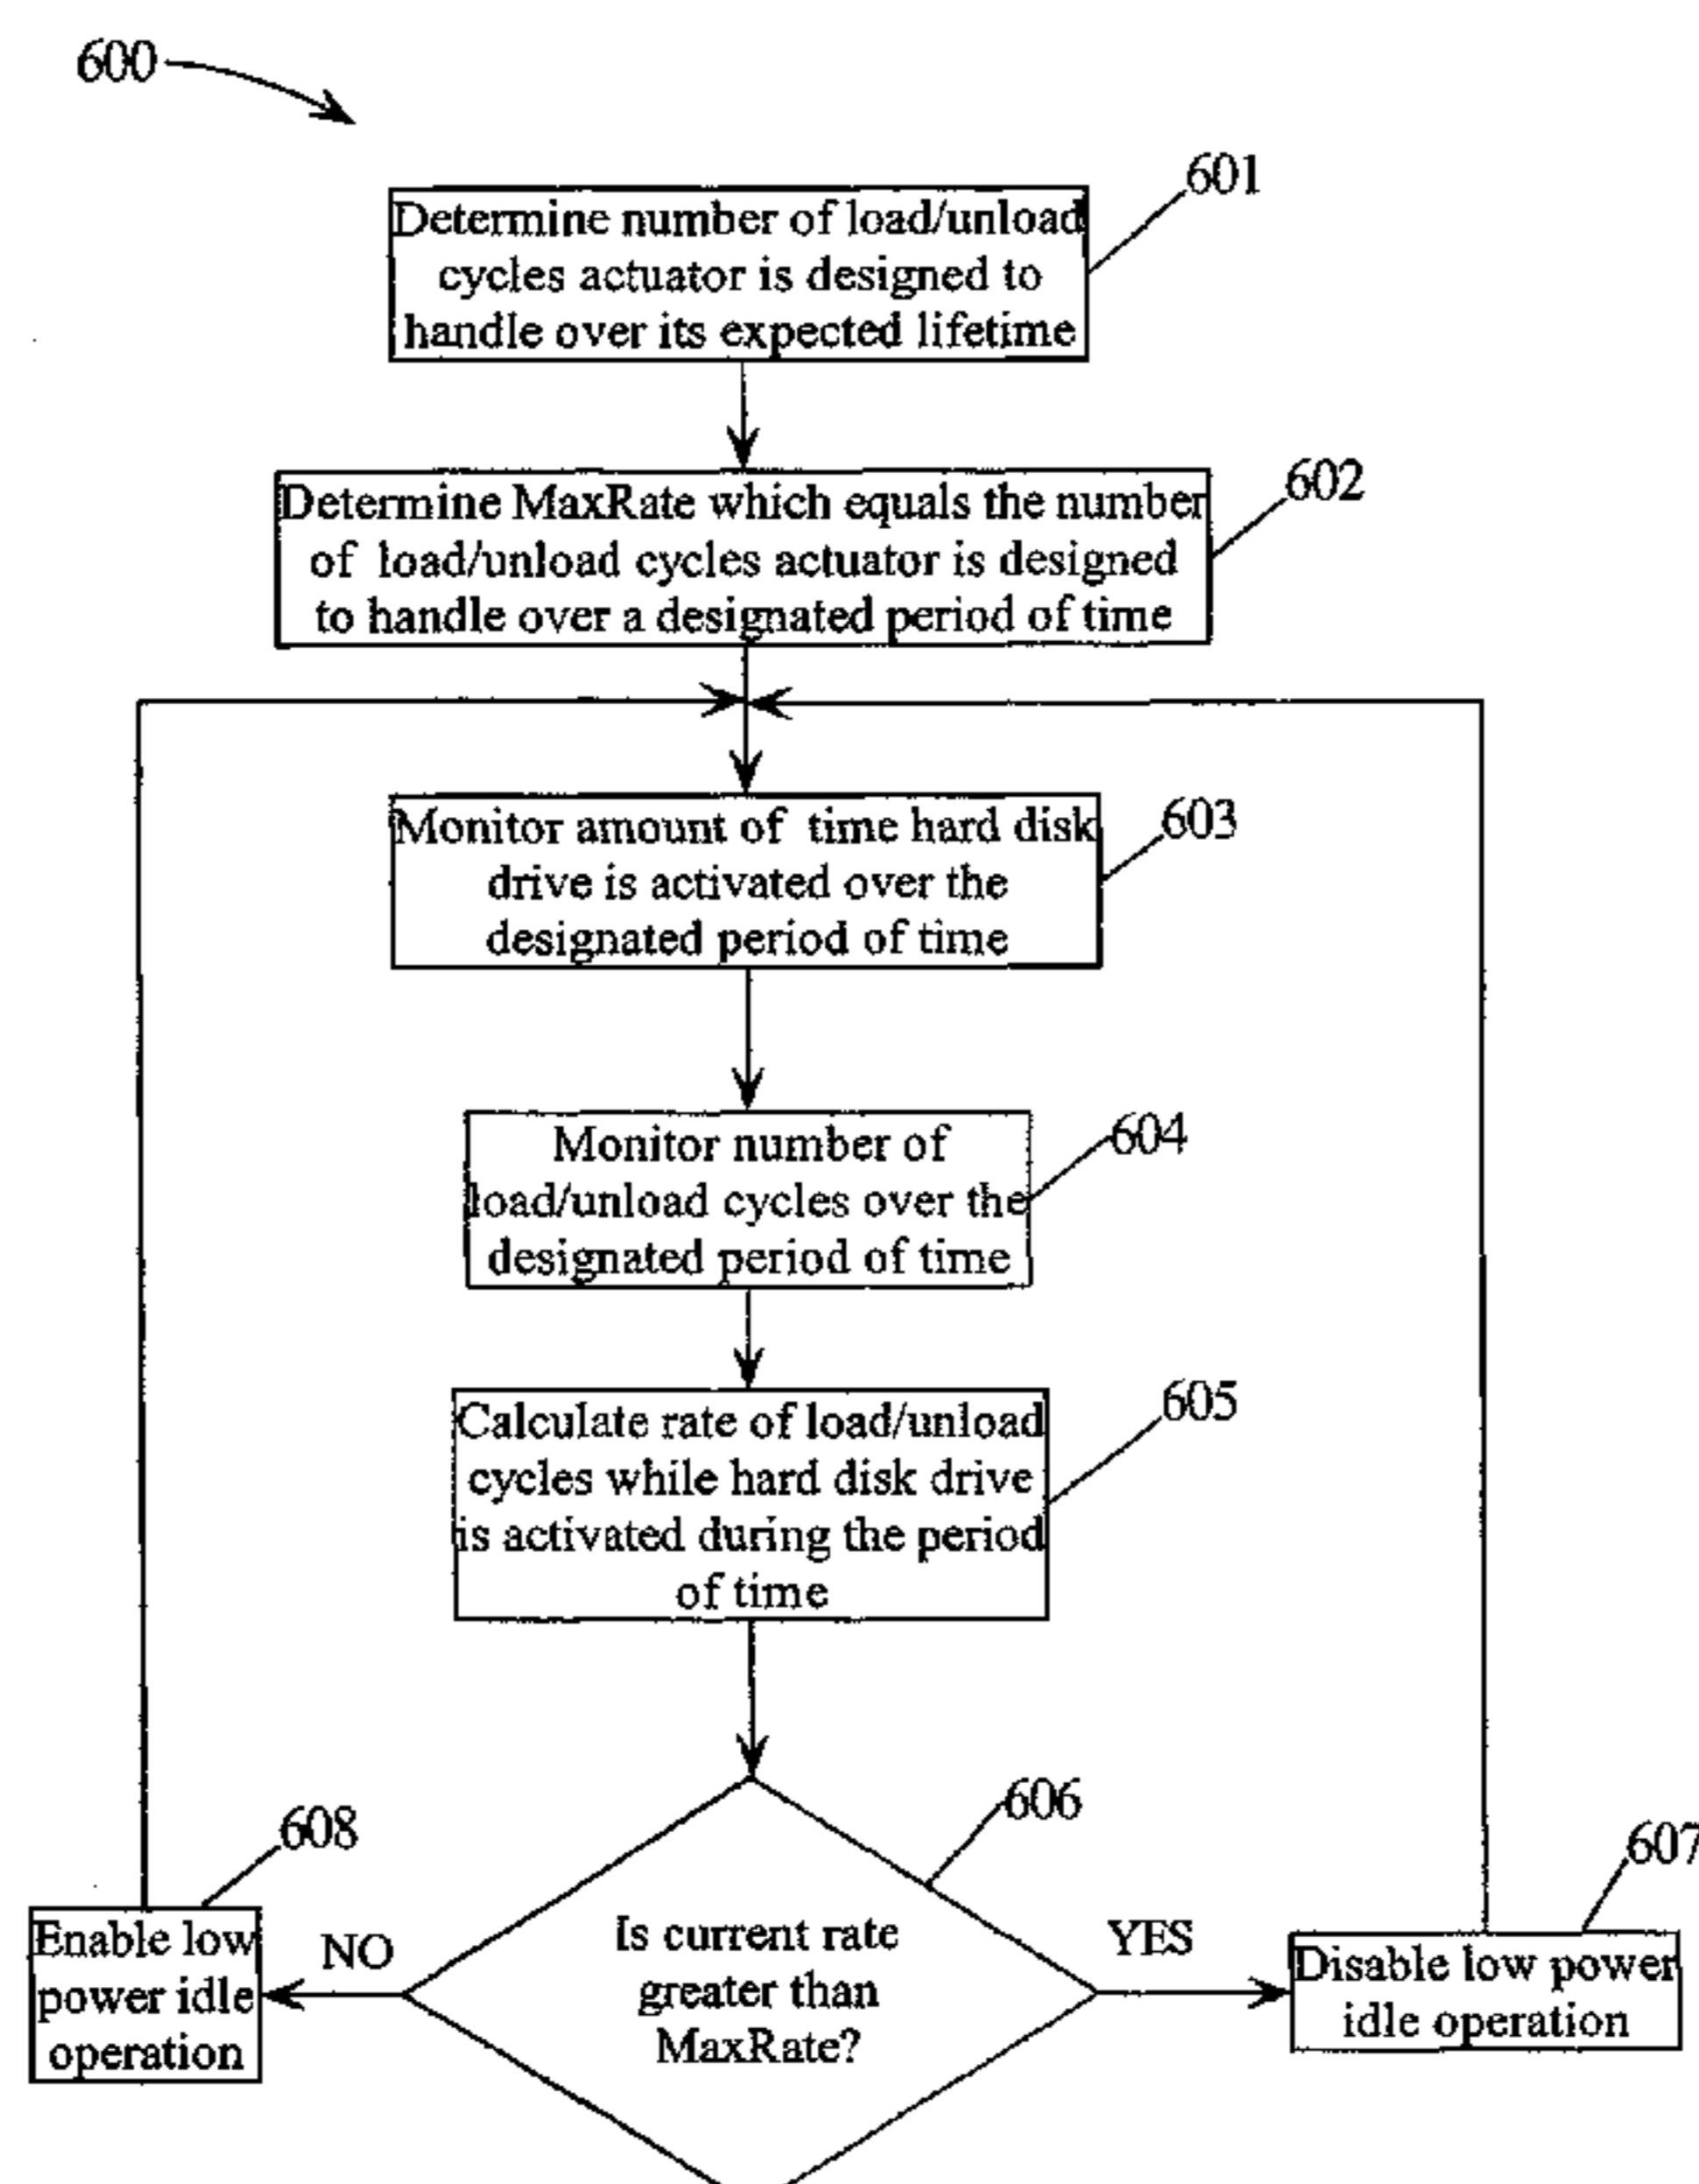 600
601
Determine number of load/unload
cycles actuator is designed to
handle over its expected lifetime
602
Determine MaxRate which equals the number
of load/unload cycles actuator is designed
to handle over a designated period of time
603
Monitor amount of time hard disk
drive is activated over the
designated period of time
604
Monitor number of
load/unload cycles over the
designated period of time
605
Calculate rate of load/unload
cycles while hard disk drive
is activated during the period
of time
606
Is current rate
greater than
MaxRate?
NO
YES
608
Enable low
power idle
operation
607
Disable low power
idle operation